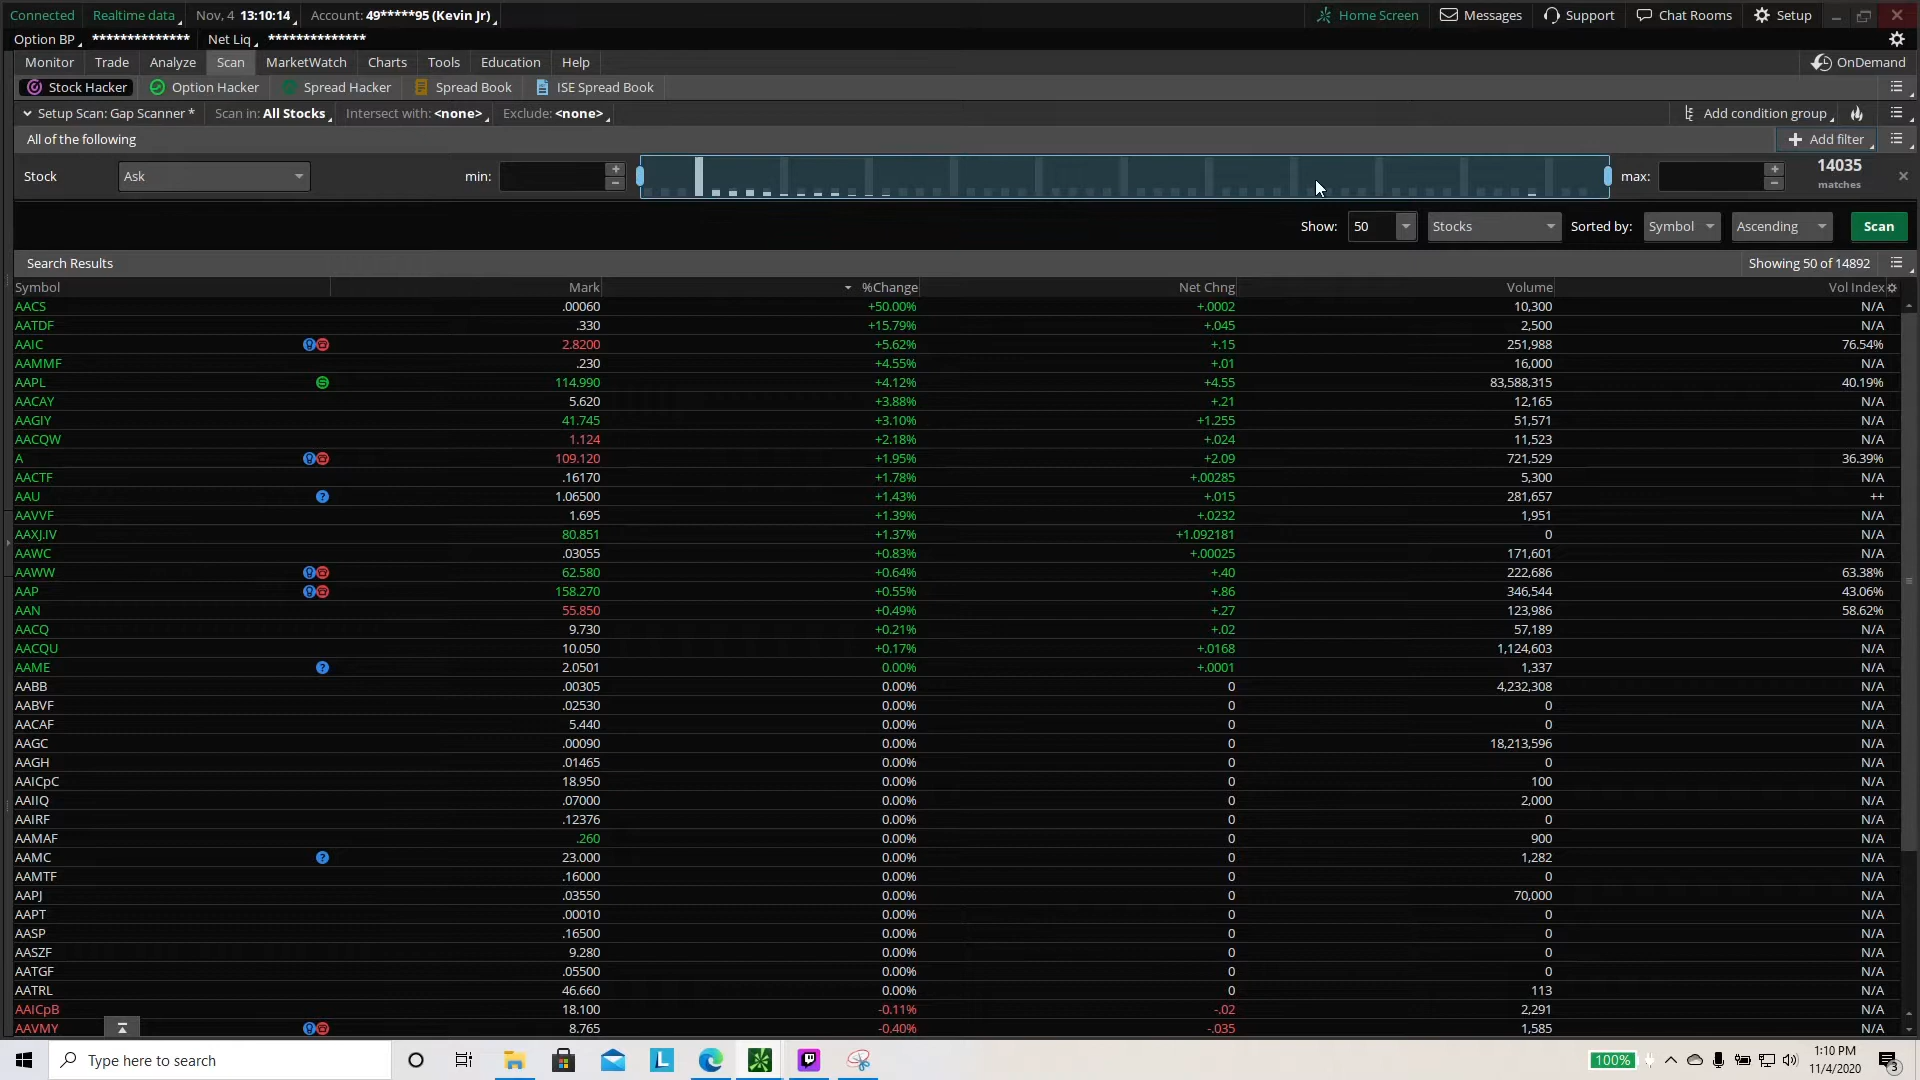 Connected Realtime data Nov, 4 13:10:14 Account: 49*****95 (Kevin Jr) Home Screen Messages Support Chat Rooms Setup
Option BP ************** Net Liq **************
Monitor Trade Analyze Scan MarketWatch Charts Tools Education Help OnDemand
Stock Hacker Option Hacker Spread Hacker Spread Book ISE Spread Book
Setup Scan: Gap Scanner * Scan in: All Stocks Intersect with: <none> Exclude: <none> Add condition group
All of the following + Add filter
Stock Ask min: max: 14035
matches
Show: 50 Stocks Sorted by: Symbol Ascending Scan
Search Results Showing 50 of 14892
Symbol Mark %Change Net Chng Volume Vol Index
AACS .00060 +50.00% +.0002 10,300 N/A
AATDF .330 +15.79% +.045 2,500 N/A
AAIC 2.8200 +5.62% +.15 251,988 76.54%
AAMMF .230 +4.55% +.01 16,000 N/A
AAPL 114.990 +4.12% +4.55 83,588,315 40.19%
AACAY 5.620 +3.88% +.21 12,165 N/A
AAGIY 41.745 +3.10% +1.255 51,571 N/A
AACQW 1.124 +2.18% +.024 11,523 N/A
A 109.120 +1.95% +2.09 721,529 36.39%
AACTF .16170 +1.78% +.00285 5,300 N/A
AAU ? 1.06500 +1.43% +.015 281,657 ++
AAVVF 1.695 +1.39% +.0232 1,951 N/A
AAXJ.IV 80.851 +1.37% +1.092181 0 N/A
AAWC .03055 +0.83% +.00025 171,601 N/A
AAWW 62.580 +0.64% +.40 222,686 63.38%
AAP 158.270 +0.55% +.86 346,544 43.06%
AAN 55.850 +0.49% +.27 123,986 58.62%
AACQ 9.730 +0.21% +.02 57,189 N/A
AACQU 10.050 +0.17% +.0168 1,124,603 N/A
AAME ? 2.0501 0.00% +.0001 1,337 N/A
AABB .00305 0.00% 0 4,232,308 N/A
AABVF .02530 0.00% 0 0 N/A
AACAF 5.440 0.00% 0 0 N/A
AAGC .00090 0.00% 0 18,213,596 N/A
AAGH .01465 0.00% 0 0 N/A
AAICpC 18.950 0.00% 0 100 N/A
AAIIQ .07000 0.00% 0 2,000 N/A
AAIRF .12376 0.00% 0 0 N/A
AAMAF .260 0.00% 0 900 N/A
AAMC ? 23.000 0.00% 0 1,282 N/A
AAMTF .16000 0.00% 0 0 N/A
AAPJ .03550 0.00% 0 70,000 N/A
AAPT .00010 0.00% 0 0 N/A
AASP .16500 0.00% 0 0 N/A
AASZF 9.280 0.00% 0 0 N/A
AATGF .05500 0.00% 0 0 N/A
AATRL 46.660 0.00% 0 113 N/A
AAICpB 18.100 -0.11% -.02 2,291 N/A
AAVMY 8.765 -0.40% -.035 1,585 N/A
Type here to search L 100% 1:10 PM
11/4/2020 3